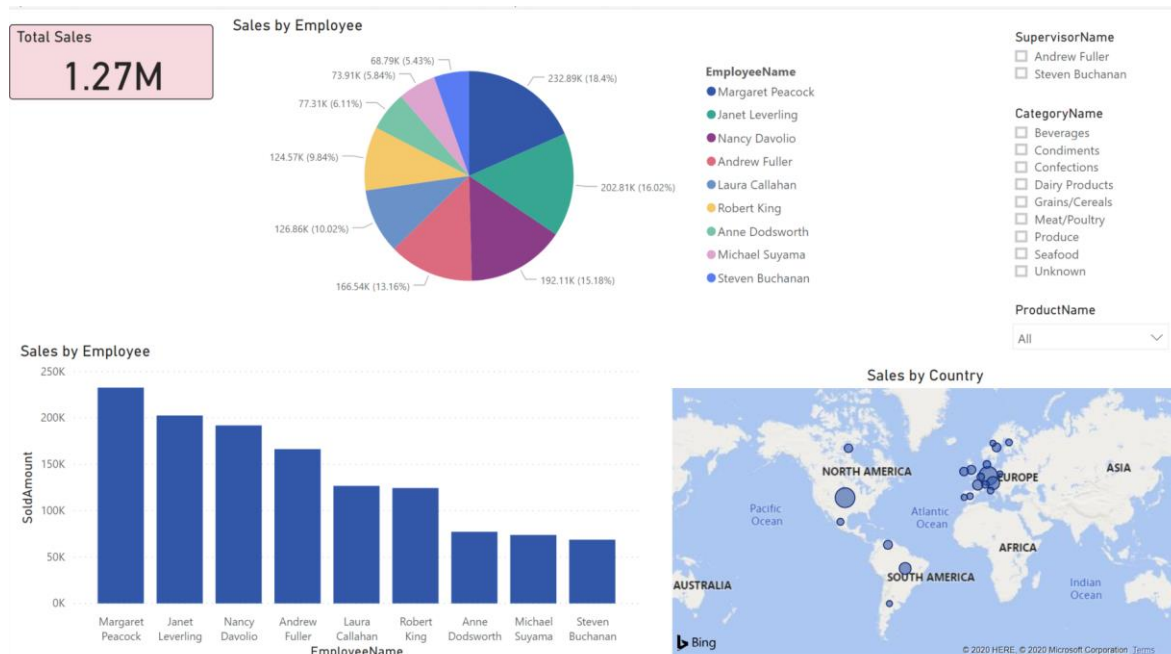 Total Sales
1.27M
Sales by Employee
68.79K (5.43%)
73.91K (5.84%)
77.31K (6.11%)
124.57K (9.84%)
126.86K (10.02%)
166.54K (13.16%)
232.89K (18.4%)
202.81K (16.02%)
192.11K (15.18%)
EmployeeName
Margaret Peacock
Janet Leverling
Nancy Davolio
Andrew Fuller
Laura Callahan
Robert King
Anne Dodsworth
Michael Suyama
Steven Buchanan
SupervisorName
Andrew Fuller
Steven Buchanan
CategoryName
Beverages
Condiments
Confections
Dairy Products
Grains/Cereals
Meat/Poultry
Produce
Seafood
Unknown
ProductName
All
Sales by Employee
250K
200K
150K
100K
50K
0K
SoldAmount
Margaret
Peacock
Janet
Leverling
Nancy
Davolio
Andrew
Fuller
Laura
Callahan
Robert
King
Anne
Dodsworth
Michael
Suyama
Steven
Buchanan
EmployeeName
Sales by Country
NORTH AMERICA
EUROPE
ASIA
Pacific
Ocean
Atlantic
Ocean
AFRICA
SOUTH AMERICA
AUSTRALIA
Indian
Ocean
Bing
© 2020 HERE, © 2020 Microsoft Corporation Terms